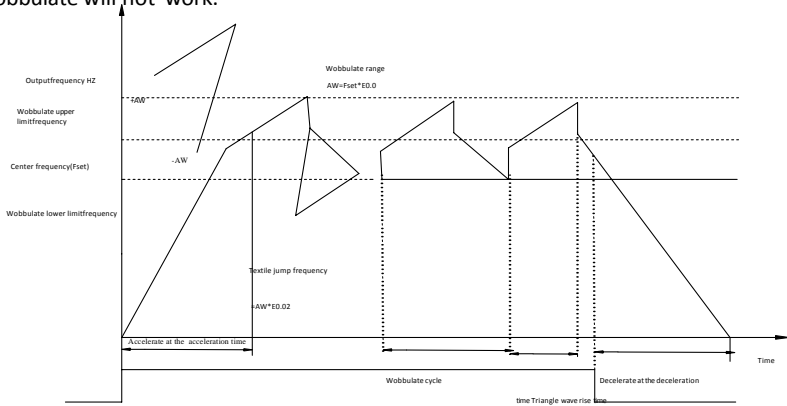 obbulate will not work.
Wobbulate range
Outputfrequency HZ
AW=Fset*E0.0
+AW
Wobbulate upper
limitfrequency
-AW
Center frequency(Fset)
Wobbulate lower limitfrequency
Textile jump frequency
=AW*E0.02
Accelerate at the acceleration time
Time
Wobbulate cycle
Decelerate at the deceleration
time Triangle wave rise time